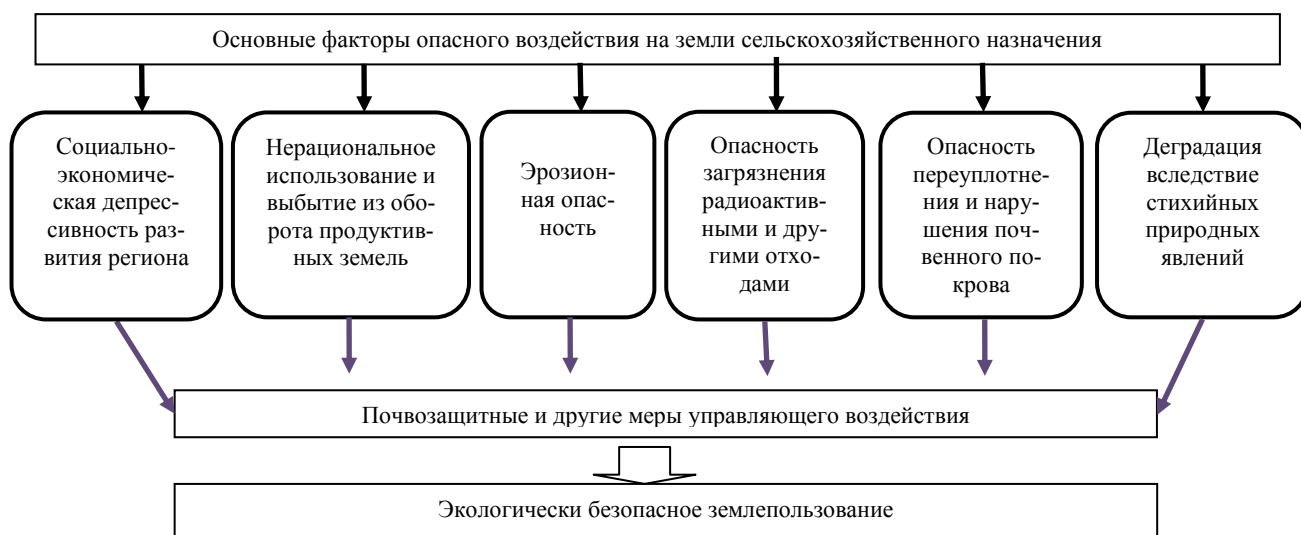 Основные факторы опасного воздействия на земли сельскохозяйственного назначения
Социально-
экономиче-
ская депрес-
сивность раз-
вития региона
Нерациональное
использование и
выбытие из обо-
рота продуктив-
ных земель
Эрозион-
ная опас-
ность
Опасность
загрязнения
радиоактив-
ными и дру-
гими отхо-
дами
Опасность
переуплотне-
ния и нару-
шения поч-
венного по-
крова
Деградация
вследствие
стихийных
природных
явлений
Почвозащитные и другие меры управляющего воздействия
Экологически безопасное землепользование